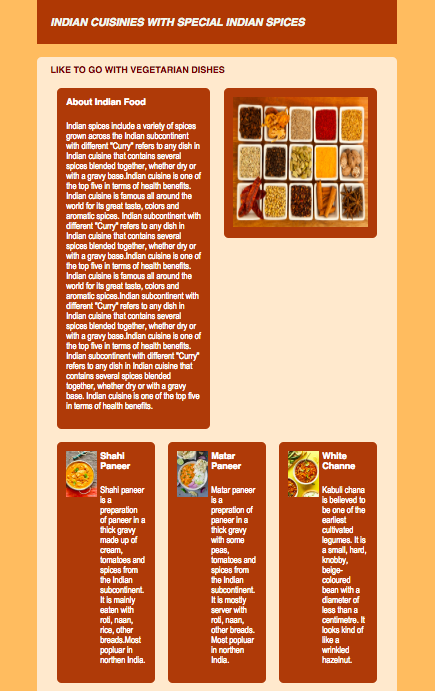 INDIAN CUISINIES WITH SPECIAL INDIAN SPICES
LIKE TO GO WITH VEGETARIAN DISHES
About Indian Food
Indian spices include a variety of spices
grown across the Indian subcontinent
with different "Curry" refers to any dish in
Indian cuisine that contains several
spices blended together, whether dry or
with a gravy base.Indian cuisine is one of
the top five in terms of health benefits.
Indian cuisine is famous all around the
world for its great taste, colors and
aromatic spices. Indian subcontinent with
different "Curry" refers to any dish in
Indian cuisine that contains several
spices blended together, whether dry or
with a gravy base.Indian cuisine is one of
the top five in terms of health benefits.
Indian cuisine is famous all around the
world for its great taste, colors and
aromatic spices.Indian subcontinent with
different "Curry" refers to any dish in
Indian cuisine that contains several
spices blended together, whether dry or
with a gravy base.Indian cuisine is one of
the top five in terms of health benefits.
Indian subcontinent with different "Curry"
refers to any dish in Indian cuisine that
contains several spices blended
together, whether dry or with a gravy
base. Indian cuisine is one of the top five
in terms of health benefits.
Shahi
Paneer
Shahi paneer
is a
preparation
of paneer in a
thick gravy
made up of
cream,
tomatoes and
spices from
the Indian
subcontinent.
It is mainly
eaten with
roti, naan,
rice, other
breads.Most
popluar in
northen India.
Matar
Paneer
Matar paneer
is a
prepration of
paneer in a
thick gravy
with some
peas,
tomatoes and
spices from
the Indian
subcontinent.
It is mostly
server with
roti, naan,
other breads.
Most popluar
in northen
India.
White
Channe
Kabuli chana
is believed to
be one of the
earliest
cultivated
legumes. It is
a small, hard,
knobby,
beige-
coloured
bean with a
diameter of
less than a
centimetre. It
looks kind of
like a
wrinkled
hazelnut.